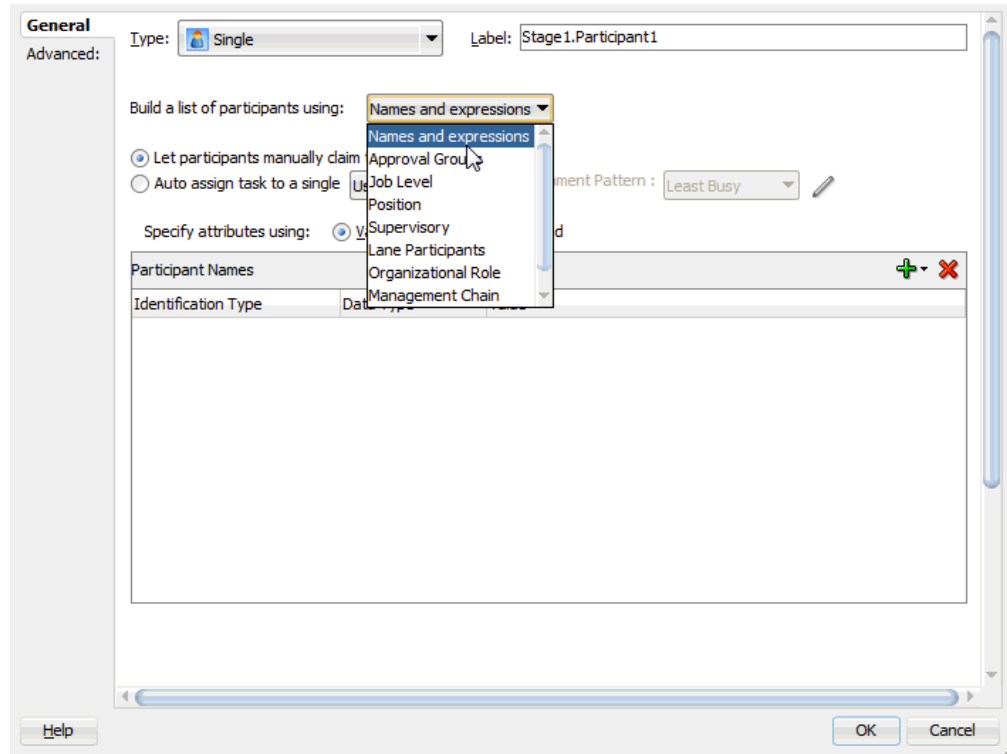 General
Advanced:
Type: Single Label: Stage1.Participant1
Build a list of participants using: Names and expressions
Names and expressions
Let participants manually claim Approval Grou
Auto assign task to a single Job Level ment Pattern : Least Busy
Position
Specify attributes using: Supervisory
Lane Participants
Participant Names Organizational Role
Identification Type Management Chain
Help OK Cancel